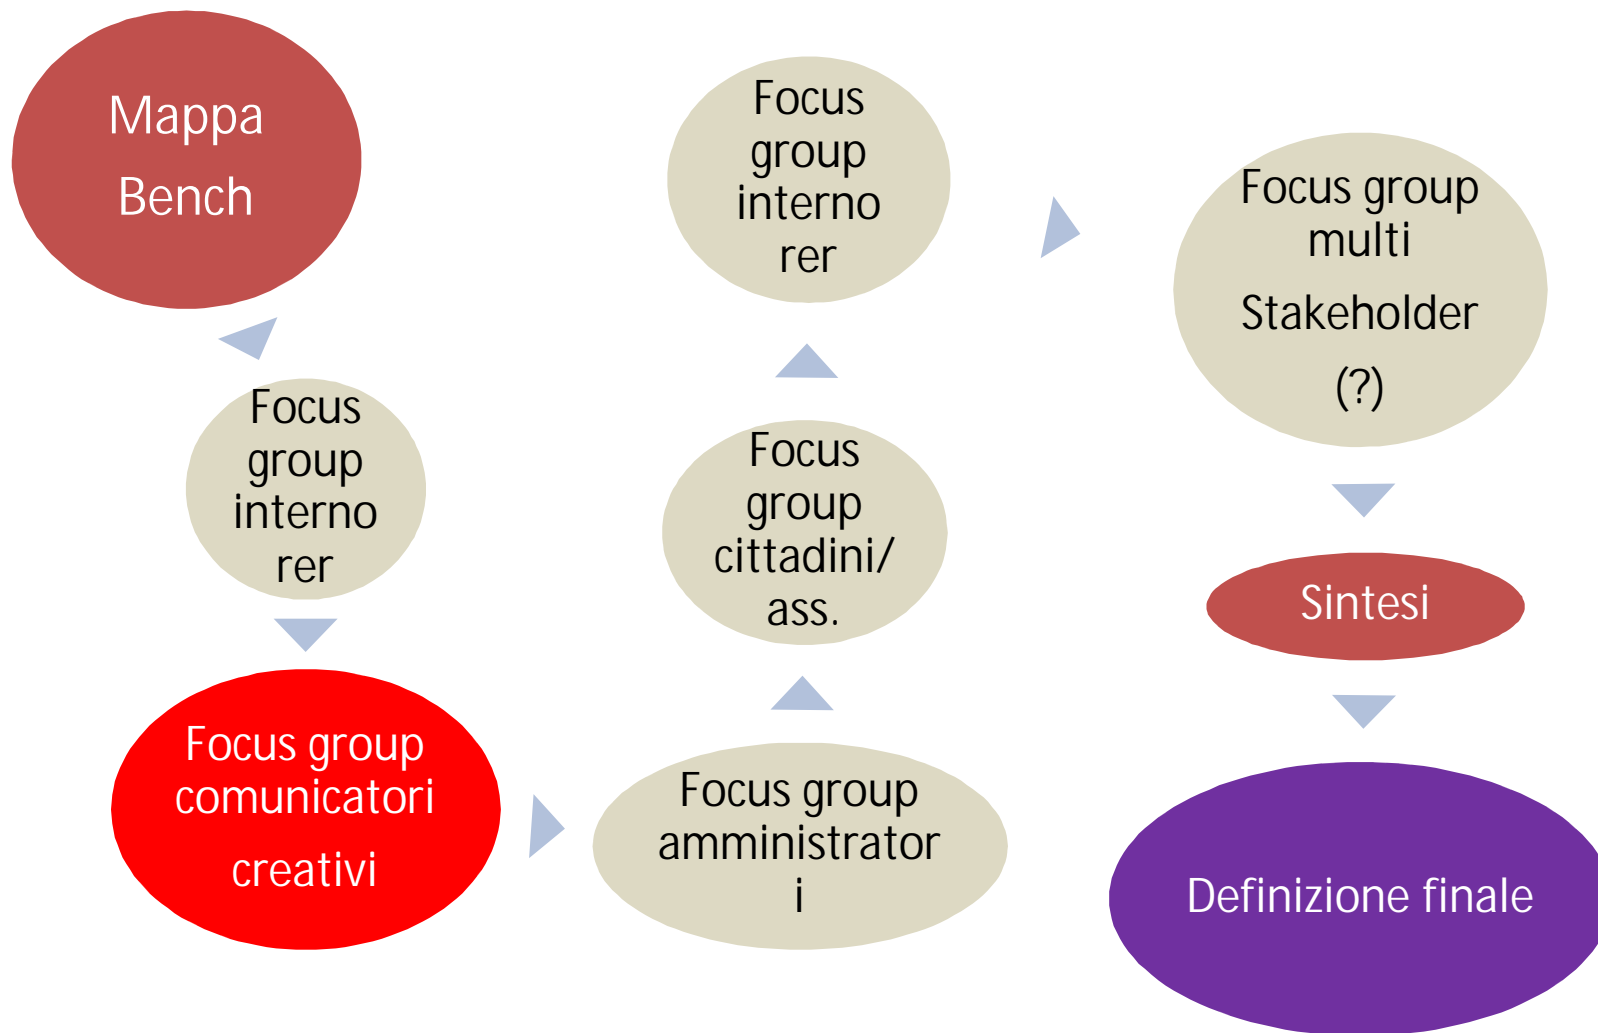 Mappa
Bench
Focus
group
interno
rer
Focus group
comunicatori
creativi
Focus group
amministrator
i
Focus
group
cittadini/
ass.
Focus
group
interno
rer
Focus group
multi
Stakeholder
(?)
Sintesi
Definizione finale